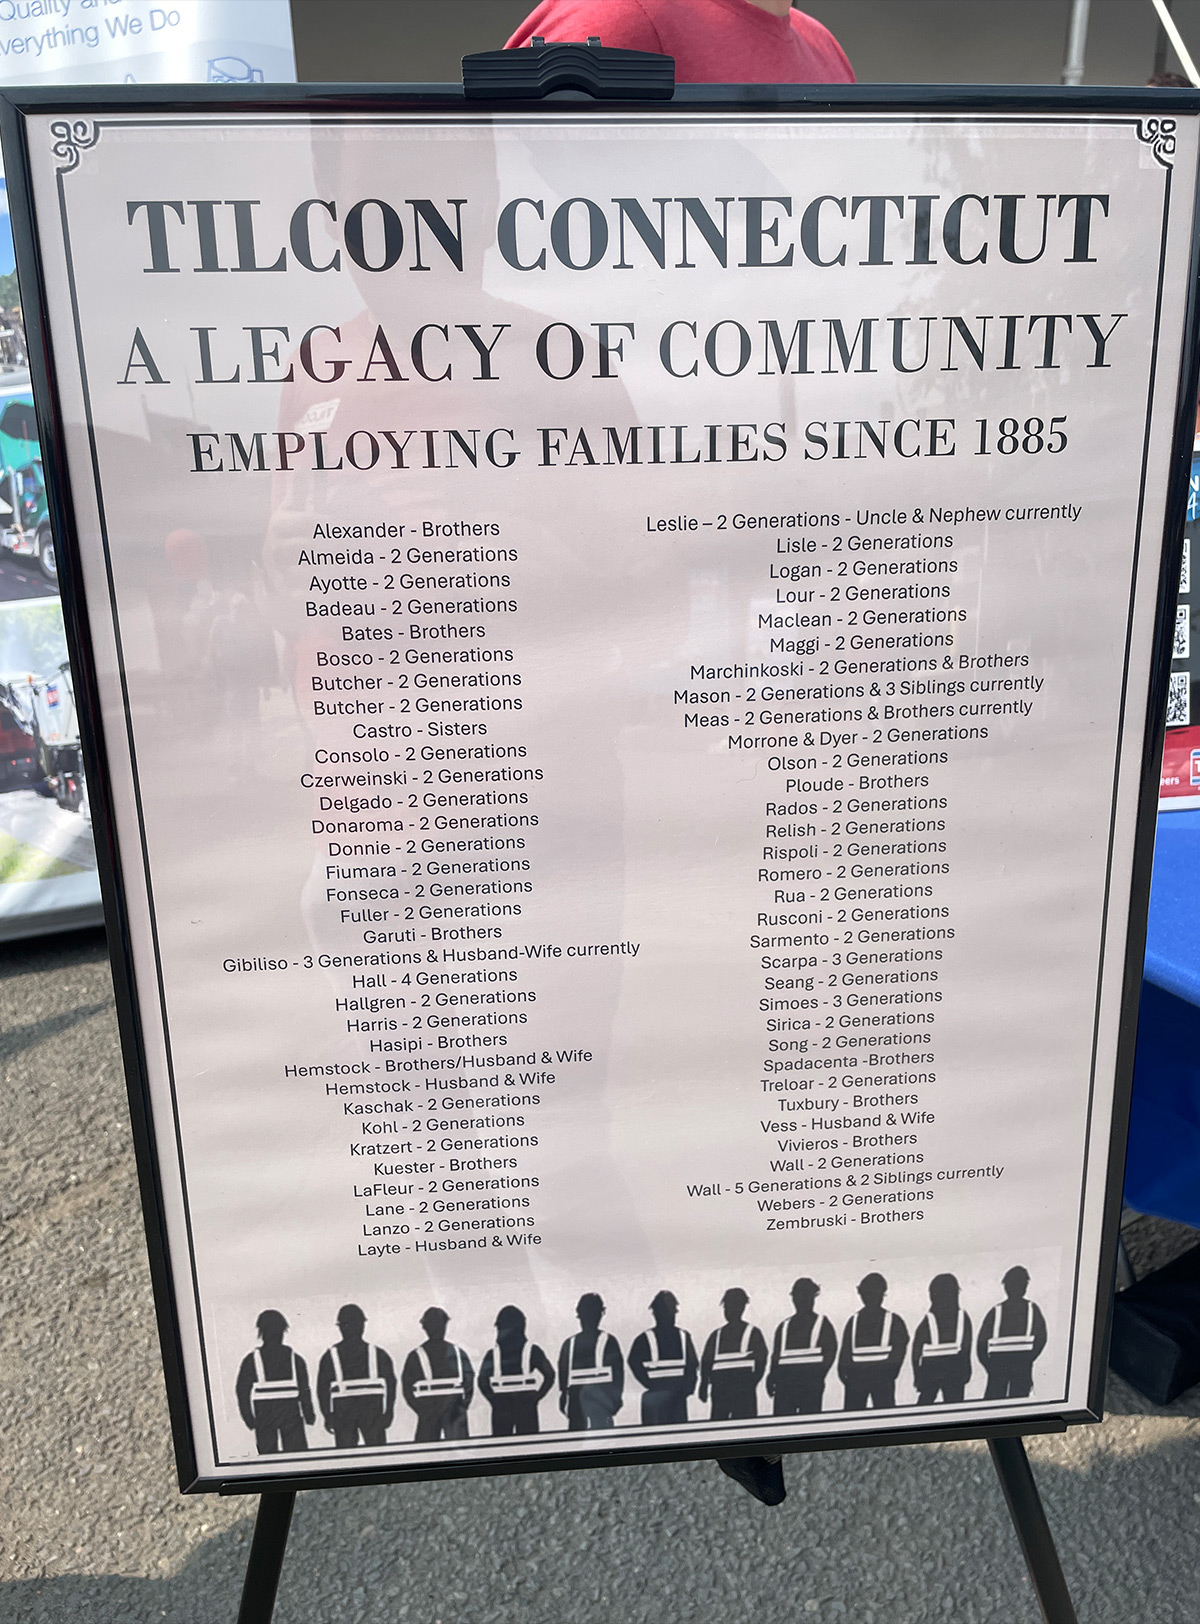 Quality and
verything We Do
TILCON CONNECTICUT
A LEGACY OF COMMUNITY
EMPLOYING FAMILIES SINCE 1885
Alexander - Brothers
Almeida - 2 Generations
Ayotte - 2 Generations
Badeau - 2 Generations
Bates - Brothers
Bosco - 2 Generations
Butcher - 2 Generations
Butcher - 2 Generations
Castro - Sisters
Consolo - 2 Generations
Czerweinski - 2 Generations
Delgado - 2 Generations
Donaroma - 2 Generations
Donnie - 2 Generations
Fiumara - 2 Generations
Fonseca - 2 Generations
Fuller - 2 Generations
Garuti - Brothers
Gibiliso - 3 Generations & Husband-Wife currently
Hall - 4 Generations
Hallgren - 2 Generations
Harris - 2 Generations
Hasipi - Brothers
Hemstock - Brothers/Husband & Wife
Hemstock - Husband & Wife
Kaschak - 2 Generations
Kohl - 2 Generations
Kratzert - 2 Generations
Kuester - Brothers
LaFleur - 2 Generations
Lane - 2 Generations
Lanzo - 2 Generations
Layte - Husband & Wife
Leslie – 2 Generations - Uncle & Nephew currently
Lisle - 2 Generations
Logan - 2 Generations
Lour - 2 Generations
Maclean - 2 Generations
Maggi - 2 Generations
Marchinkoski - 2 Generations & Brothers
Mason - 2 Generations & 3 Siblings currently
Meas - 2 Generations & Brothers currently
Morrone & Dyer - 2 Generations
Olson - 2 Generations
Ploude - Brothers
Rados - 2 Generations
Relish - 2 Generations
Rispoli - 2 Generations
Romero - 2 Generations
Rua - 2 Generations
Rusconi - 2 Generations
Sarmento - 2 Generations
Scarpa - 3 Generations
Seang - 2 Generations
Simoes - 3 Generations
Sirica - 2 Generations
Song - 2 Generations
Spadacenta -Brothers
Treloar - 2 Generations
Tuxbury - Brothers
Vess - Husband & Wife
Vivieros - Brothers
Wall - 2 Generations
Wall - 5 Generations & 2 Siblings currently
Webers - 2 Generations
Zembruski - Brothers